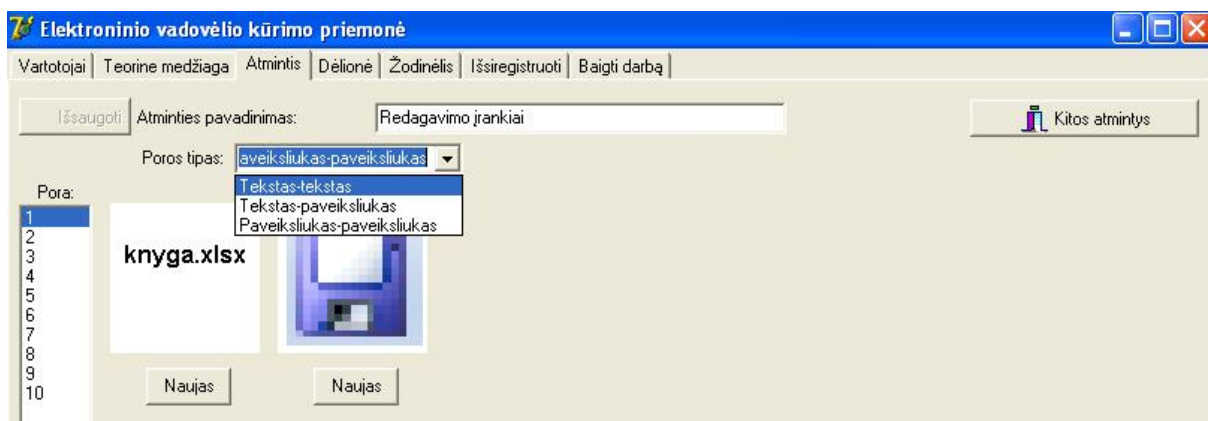 Elektroninio vadovėlio kūrimo priemonė
Vartotojai Teorine medžiaga Atmintis Dėlionė Žodinėlis Išsiregistruoti Baigti darbą
Išsaugoti Atminties pavadinimas: Redagavimo įrankiai Kitos atmintys
Poros tipas: aveiksliukas-paveiksliukas
Tekstas-tekstas
Tekstas-paveiksliukas
Paveiksliukas-paveiksliukas
Pora:
1
2
3
4
5
6
7
8
9
10
knyga.xlsx
Naujas Naujas